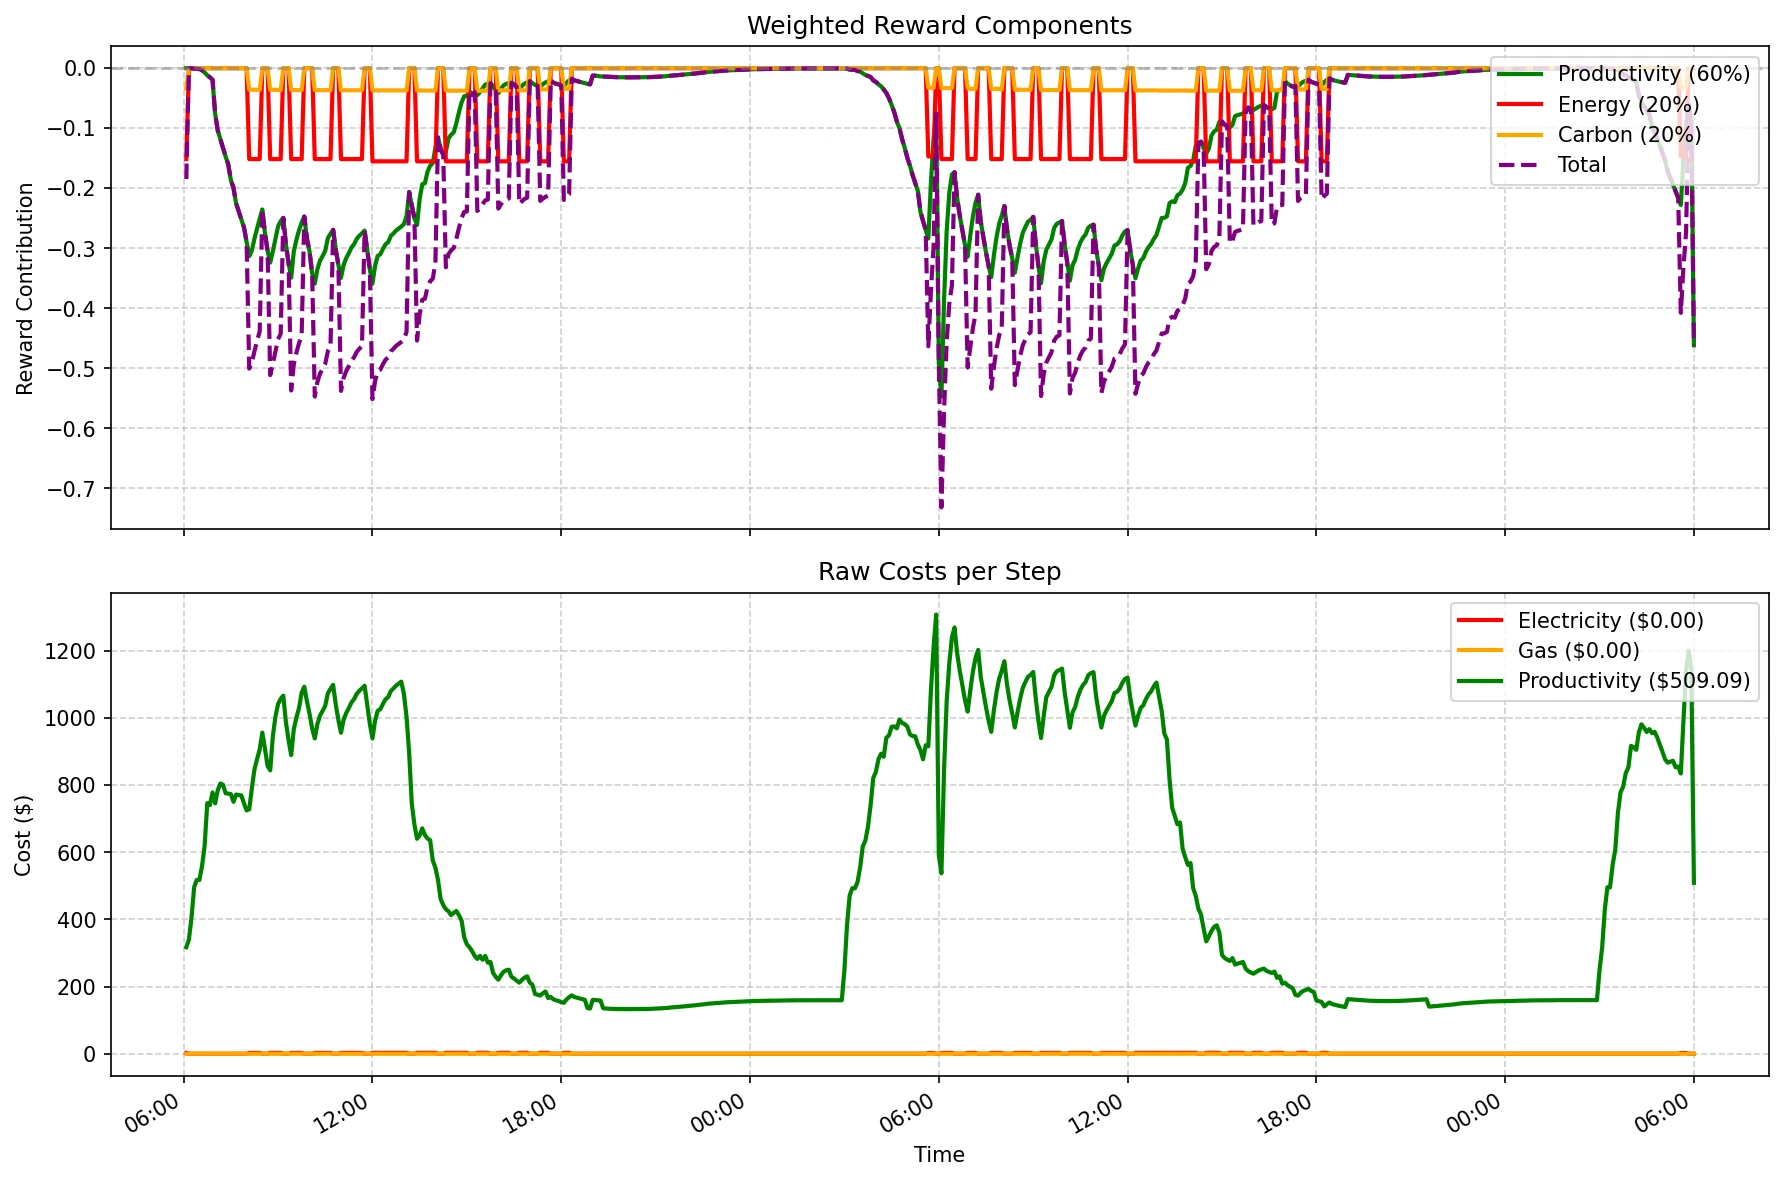 Weighted Reward Components
Reward Contribution
0.0
−0.1
−0.2
−0.3
−0.4
−0.5
−0.6
−0.7
Productivity (60%)
Energy (20%)
Carbon (20%)
Total
Raw Costs per Step
Cost ($)
1200
1000
800
600
400
200
0
Electricity ($0.00)
Gas ($0.00)
Productivity ($509.09)
06:00
12:00
18:00
00:00
06:00
12:00
18:00
00:00
06:00
Time